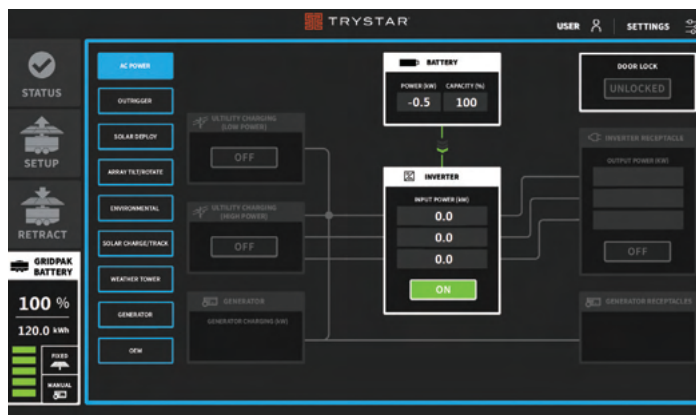 TRYSTAR
USER
SETTINGS
STATUS
SETUP
RETRACT
GRIDPAK
BATTERY
100 %
120.0 kWh
FIXED
MANUAL
AC POWER
OUTRIGGER
SOLAR DEPLOY
ARRAY TILT/ROTATE
ENVIRONMENTAL
SOLAR CHARGE/TRACK
WEATHER TOWER
GENERATOR
OEM
ULTILITY CHARGING
(LOW POWER)
OFF
ULTILITY CHARGING
(HIGH POWER)
OFF
GENERATOR
GENERATOR CHARGING (kW)
BATTERY
POWER (kW) CAPACITY (%)
-0.5 100
INVERTER
INPUT POWER (kW)
0.0
0.0
0.0
ON
DOOR LOCK
UNLOCKED
INVERTER RECEPTACLE
OUTPUT POWER (KW)
OFF
GENERATOR RECEPTACLES